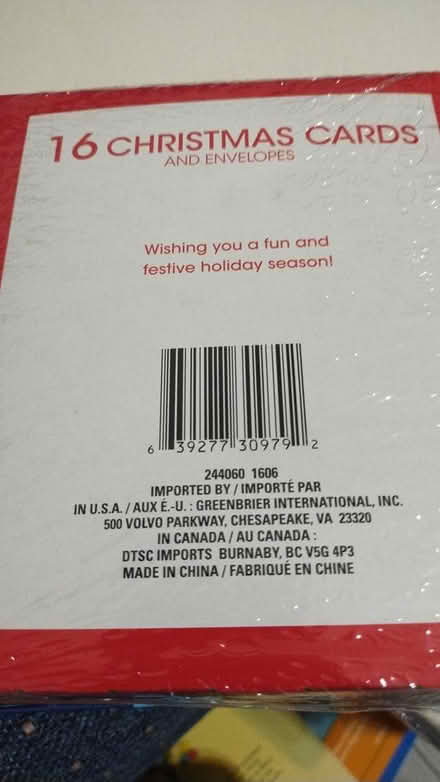 16 CHRISTMAS CARDS
AND ENVELOPES
Wishing you a fun and
festive holiday season!
6 39277 30979 2
244060 1606
IMPORTED BY / IMPORTÉ PAR
IN U.S.A. / AUX É.-U. : GREENBRIER INTERNATIONAL, INC.
500 VOLVO PARKWAY, CHESAPEAKE, VA 23320
IN CANADA / AU CANADA :
DTSC IMPORTS BURNABY, BC V5G 4P3
MADE IN CHINA / FABRIQUÉ EN CHINE